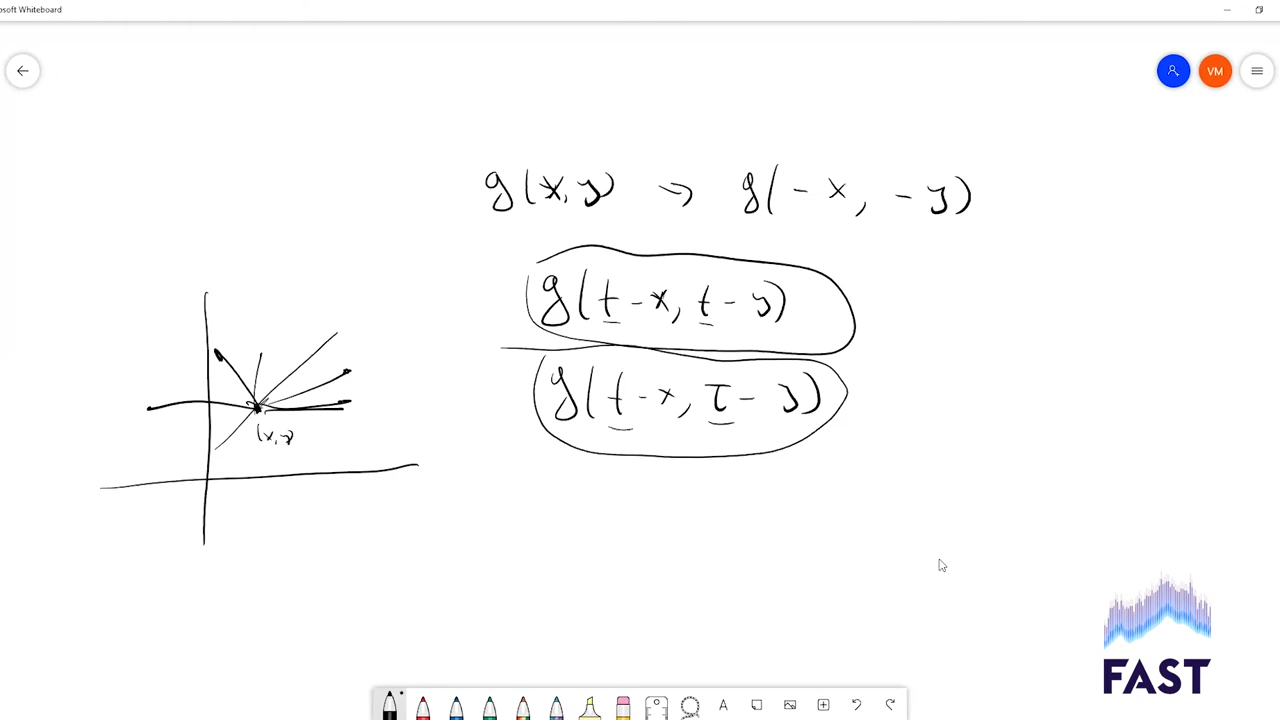 osoft Whiteboard
VM
g(x,y) → g(-x, -y)
g(t-x, t-y)
g(t-x, τ-y)
(x,y)
FAST
A